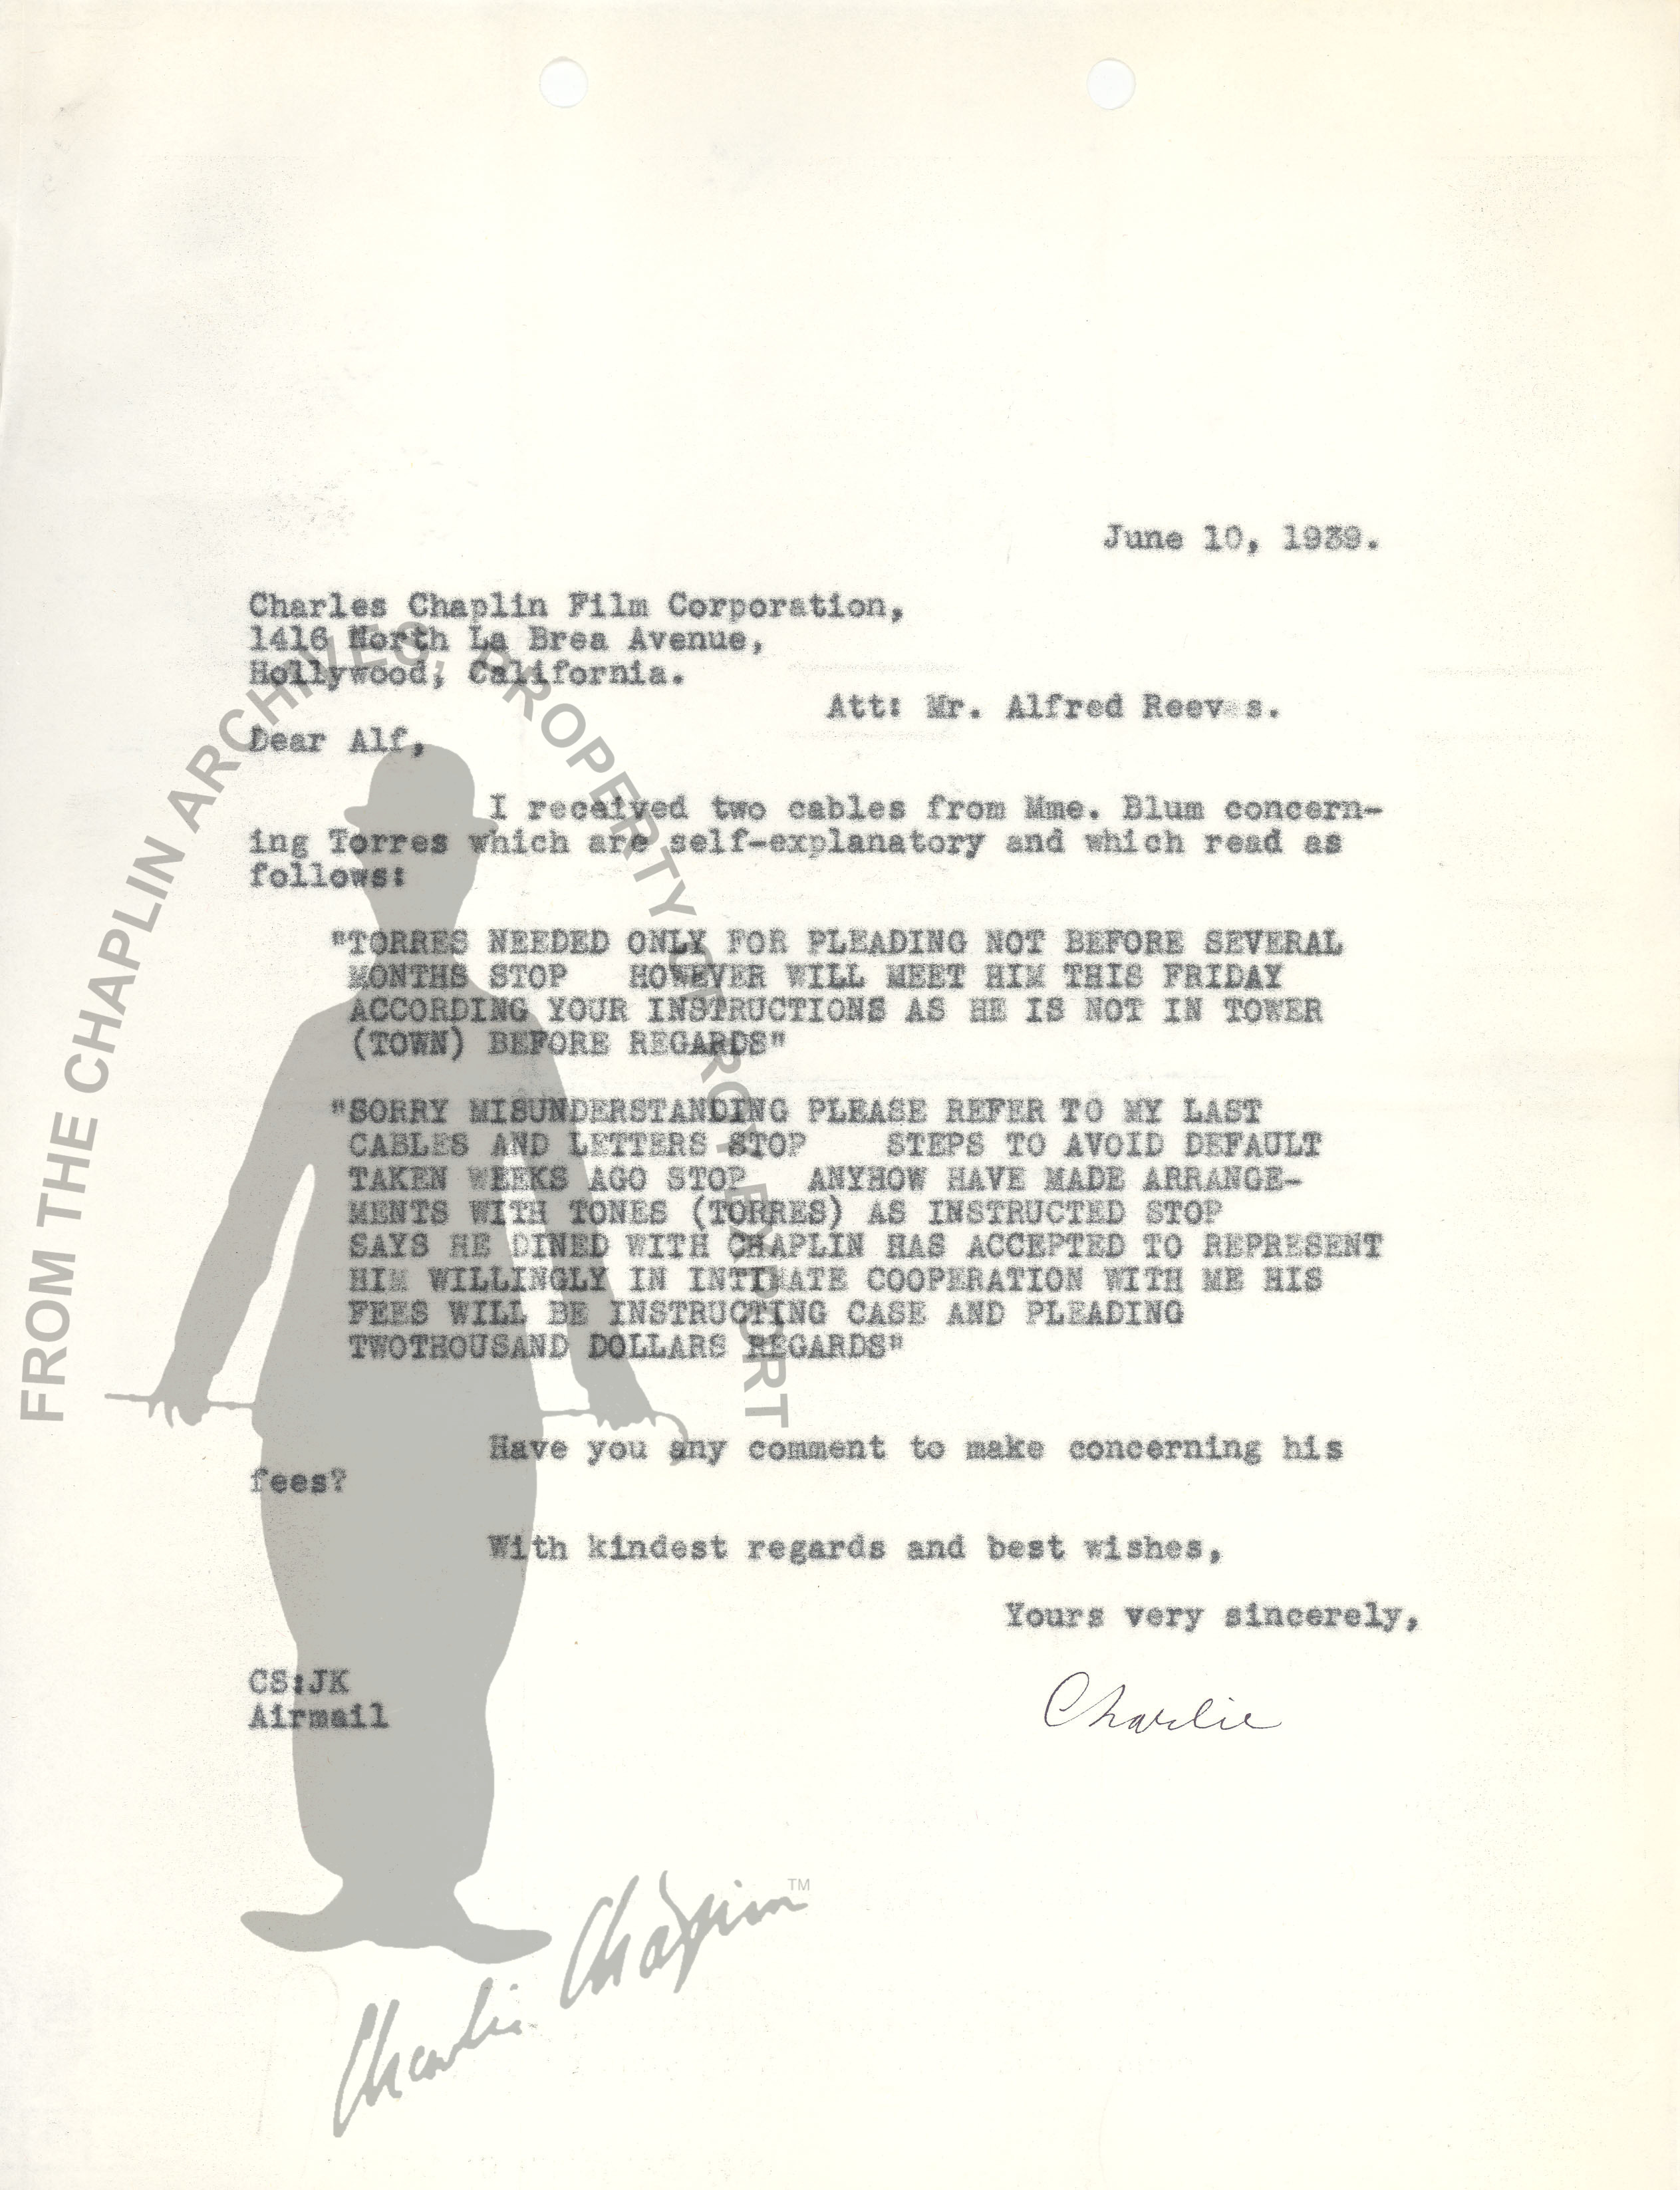 June 10, 1939.
Charles Chaplin Film Corporation,
1416 North La Brea Avenue,
Hollywood, California.
Att: Mr. Alfred Reeves.
Dear Alf,
I received two cables from Mme. Blum concern-
ing Torres which are self-explanatory and which read as
follows:
"TORRES NEEDED ONLY FOR PLEADING NOT BEFORE SEVERAL
MONTHS STOP HOWEVER WILL MEET HIM THIS FRIDAY
ACCORDING YOUR INSTRUCTIONS AS HE IS NOT IN TOWER
(TOWN) BEFORE REGARDS"
"SORRY MISUNDERSTANDING PLEASE REFER TO MY LAST
CABLES AND LETTERS STOP STEPS TO AVOID DEFAULT
TAKEN WEEKS AGO STOP ANYHOW HAVE MADE ARRANGE-
MENTS WITH TONES (TORRES) AS INSTRUCTED STOP
SAYS HE DINED WITH CHAPLIN HAS ACCEPTED TO REPRESENT
HIM WILLINGLY IN INTIMATE COOPERATION WITH ME HIS
FEES WILL BE INSTRUCTING CASE AND PLEADING
TWOTHOUSAND DOLLARS REGARDS"
Have you any comment to make concerning his
fees?
With kindest regards and best wishes,
Yours very sincerely,
CS:JK
Airmail
Charlie
FROM THE CHAPLIN ARCHIVES, PROPERTY OF ROY EXPORT
Charlie Chaplin™